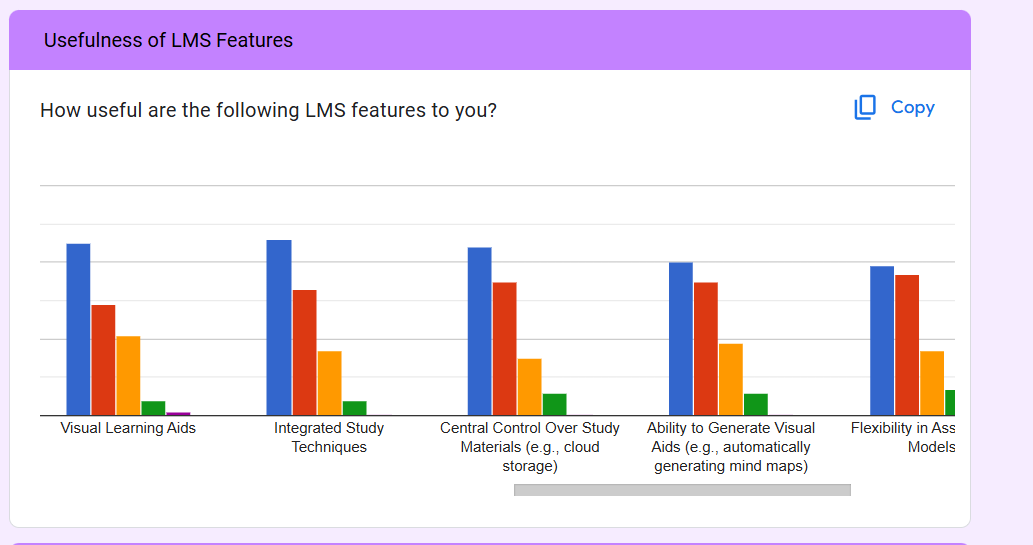 Usefulness of LMS Features
How useful are the following LMS features to you?
Copy
Visual Learning Aids
Integrated Study
Techniques
Central Control Over Study
Materials (e.g., cloud
storage)
Ability to Generate Visual
Aids (e.g., automatically
generating mind maps)
Flexibility in Ass
Models